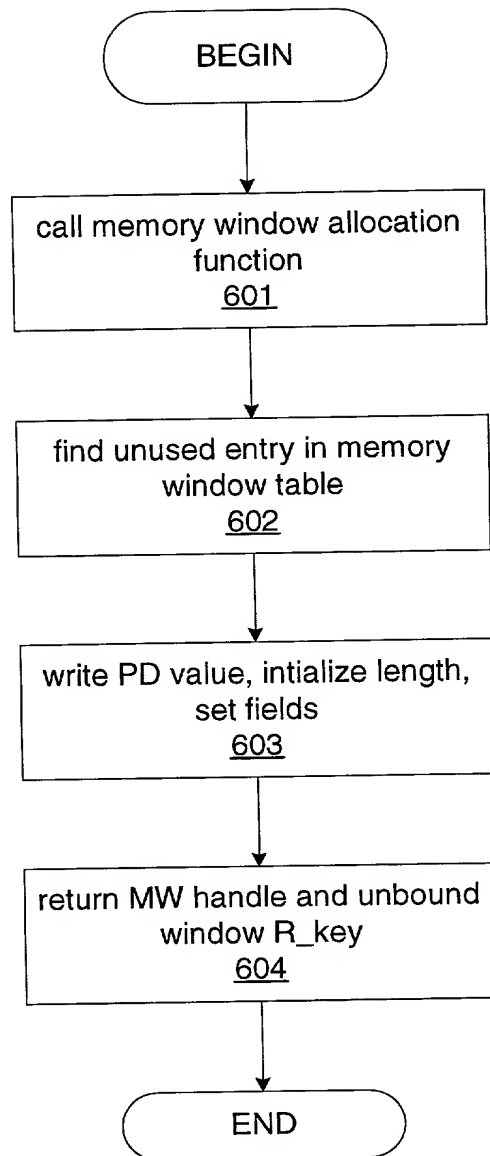 BEGIN
call memory window allocation
function
601
find unused entry in memory
window table
602
write PD value, intialize length,
set fields
603
return MW handle and unbound
window R_key
604
END